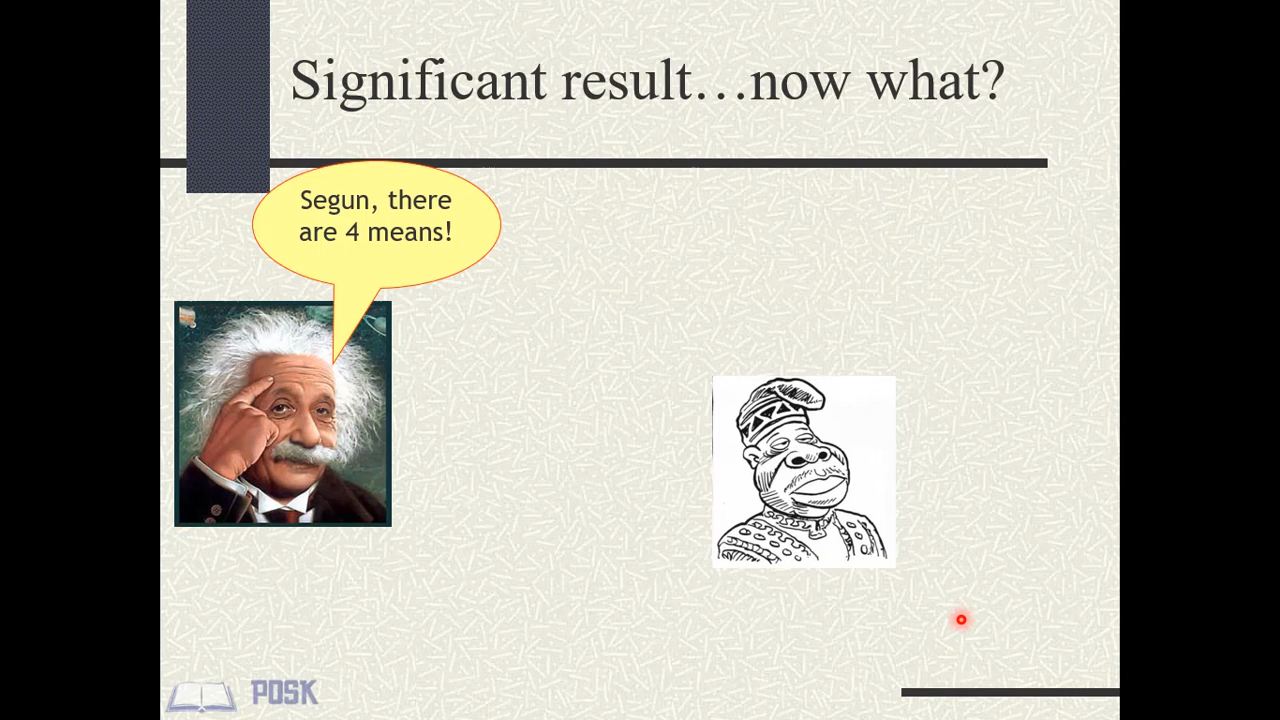 Significant result…now what?
Segun, there
are 4 means!
POSK